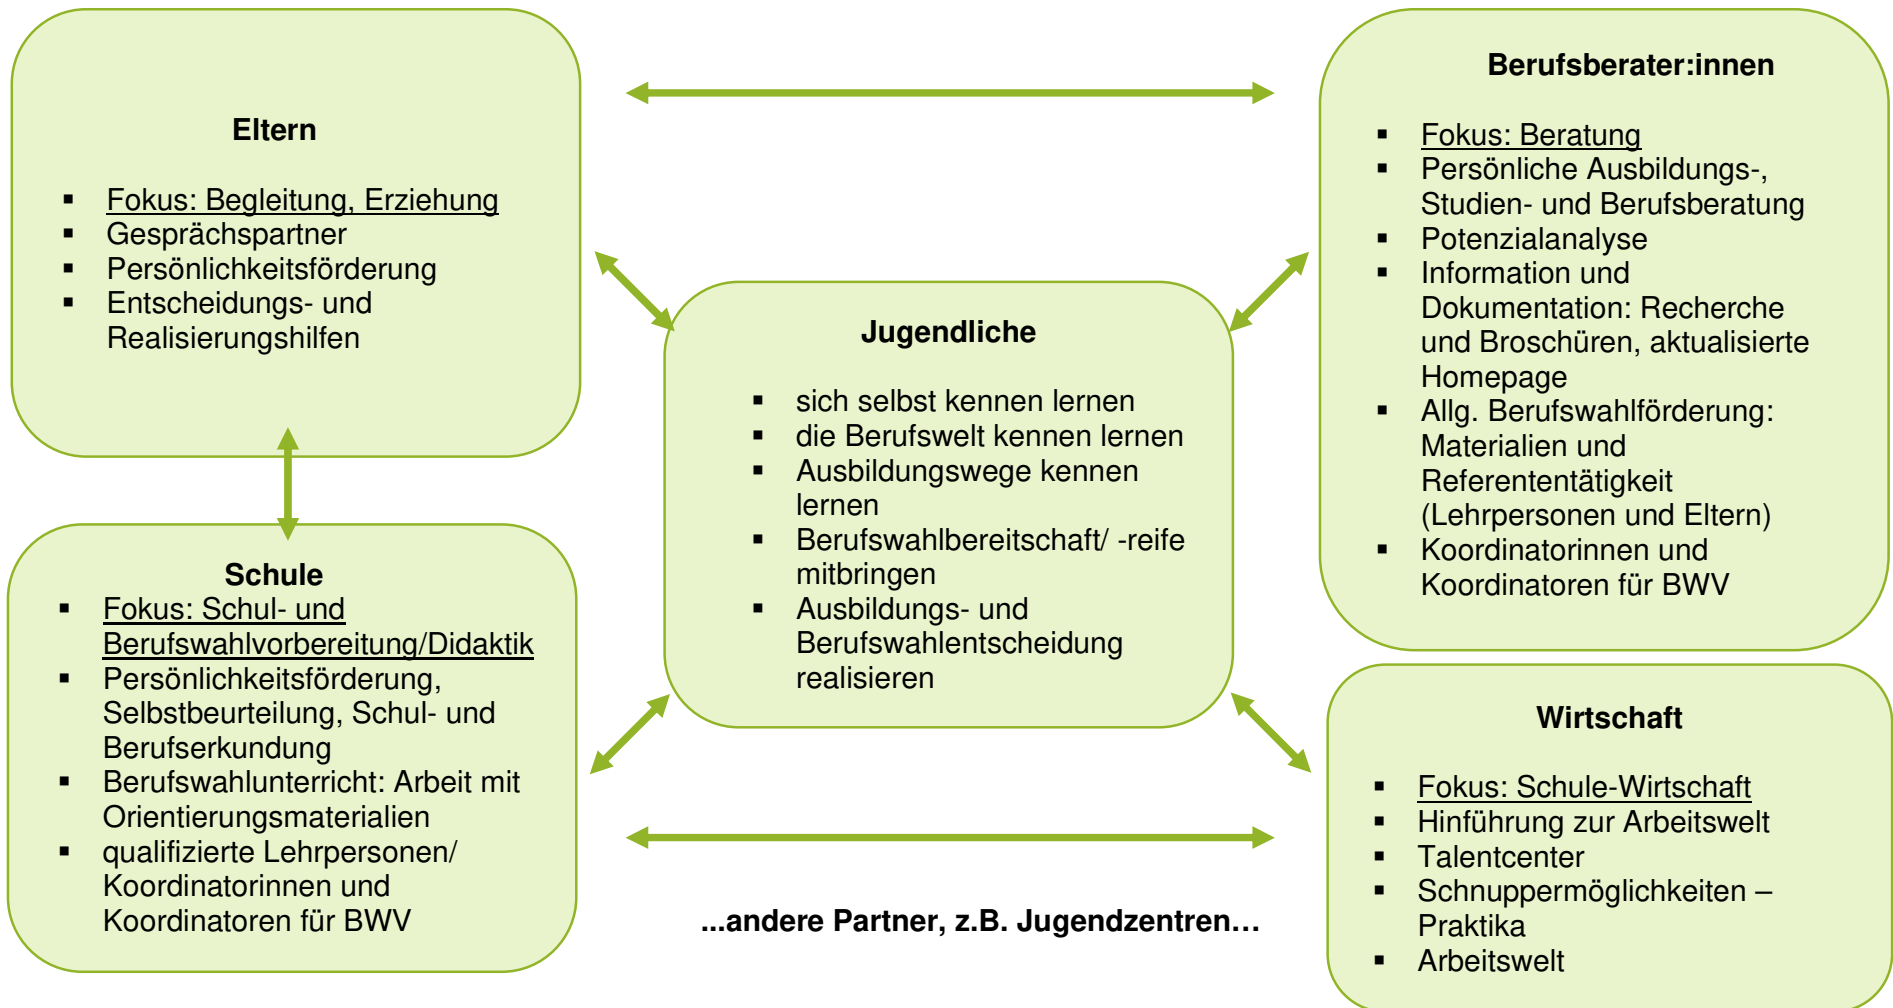 Eltern
▪ Fokus: Begleitung, Erziehung
▪ Gesprächspartner
▪ Persönlichkeitsförderung
▪ Entscheidungs- und
Realisierungshilfen
Berufsberater:innen
▪ Fokus: Beratung
▪ Persönliche Ausbildungs-,
Studien- und Berufsberatung
▪ Potenzialanalyse
▪ Information und
Dokumentation: Recherche
und Broschüren, aktualisierte
Homepage
▪ Allg. Berufswahlförderung:
Materialien und
Referententätigkeit
(Lehrpersonen und Eltern)
▪ Koordinatorinnen und
Koordinatoren für BWV
Jugendliche
▪ sich selbst kennen lernen
▪ die Berufswelt kennen lernen
▪ Ausbildungswege kennen
lernen
▪ Berufswahlbereitschaft/ -reife
mitbringen
▪ Ausbildungs- und
Berufswahlentscheidung
realisieren
Schule
▪ Fokus: Schul- und
Berufswahlvorbereitung/Didaktik
▪ Persönlichkeitsförderung,
Selbstbeurteilung, Schul- und
Berufserkundung
▪ Berufswahlunterricht: Arbeit mit
Orientierungsmaterialien
▪ qualifizierte Lehrpersonen/
Koordinatorinnen und
Koordinatoren für BWV
Wirtschaft
▪ Fokus: Schule-Wirtschaft
▪ Hinführung zur Arbeitswelt
▪ Talentcenter
▪ Schnuppermöglichkeiten –
Praktika
▪ Arbeitswelt
...andere Partner, z.B. Jugendzentren…